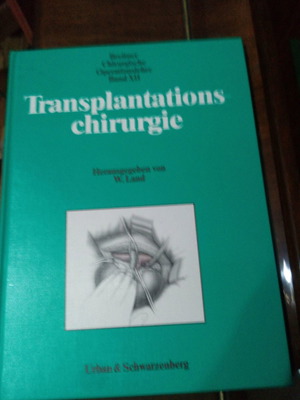 Breitner
Chirurgische
Operationslehre
Band XII
Transplantations
chirurgie
Herausgegeben von
W. Land
Urban & Schwarzenberg